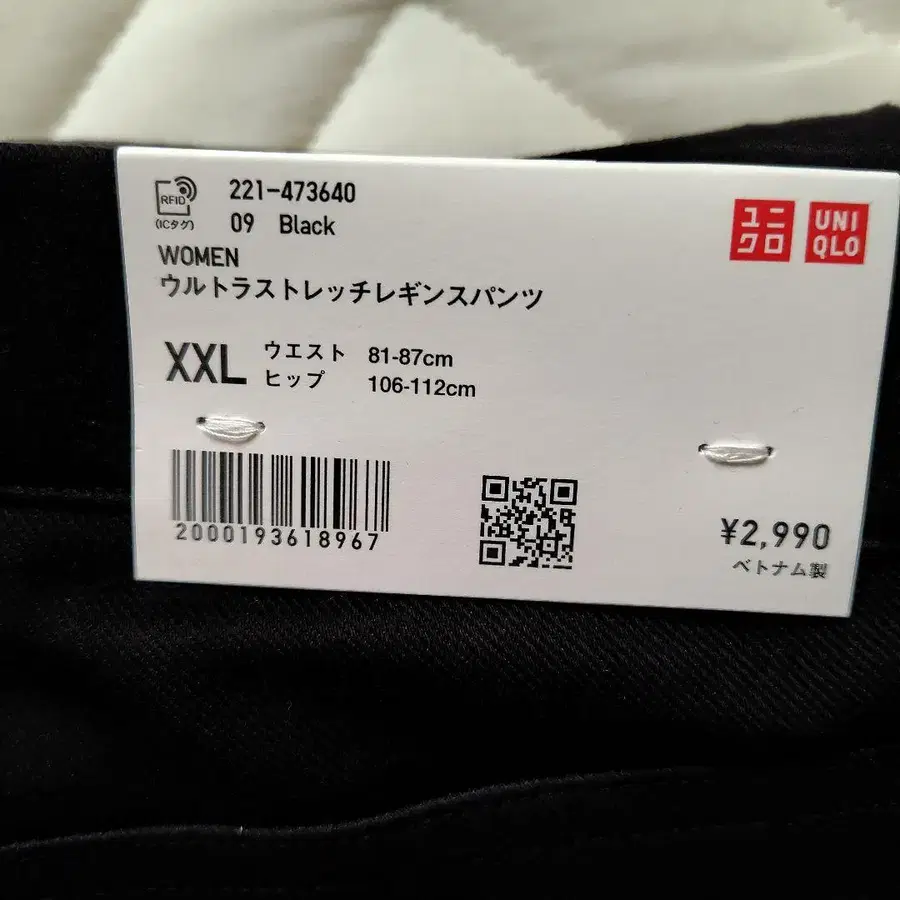 RFID
(ICタグ)
221-473640
09 Black
WOMEN
ウルトラストレッチレギンスパンツ
ユニ
クロ
UNI
QLO
XXL
ウエスト 81-87cm
ヒップ 106-112cm
2000193618967
¥2,990
ベトナム製